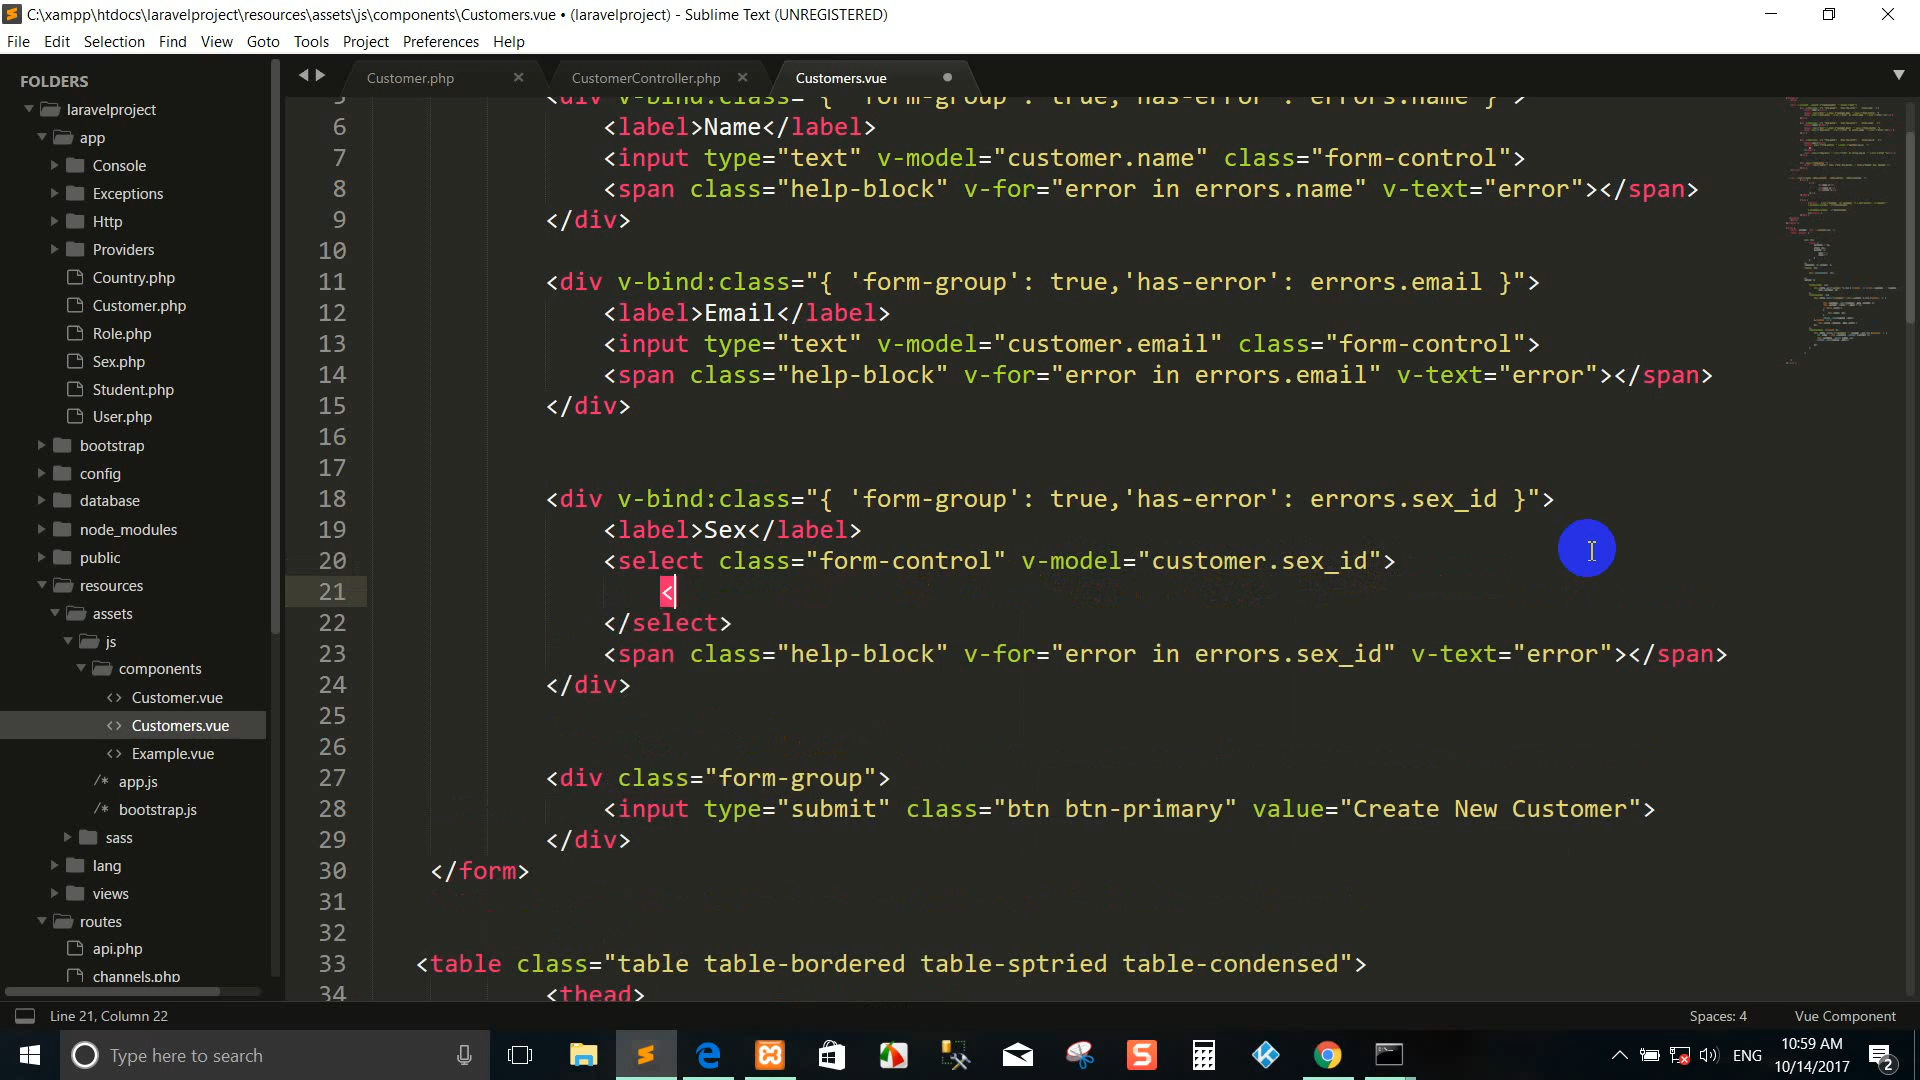 C:\xampp\htdocs\laravelproject\resources\assets\js\components\Customers.vue • (laravelproject) - Sublime Text (UNREGISTERED)
File Edit Selection Find View Goto Tools Project Preferences Help
FOLDERS
laravelproject
app
Console
Exceptions
Http
Providers
Country.php
Customer.php
Role.php
Sex.php
Student.php
User.php
bootstrap
config
database
node_modules
public
resources
assets
js
components
Customer.vue
Customers.vue
Example.vue
/* app.js
/* bootstrap.js
sass
lang
views
routes
api.php
channels.php
Customer.php CustomerController.php Customers.vue
5 <div v-bind:class="{ 'form-group': true,'has-error': errors.name }">
6 <label>Name</label>
7 <input type="text" v-model="customer.name" class="form-control">
8 <span class="help-block" v-for="error in errors.name" v-text="error"></span>
9 </div>
10
11 <div v-bind:class="{ 'form-group': true,'has-error': errors.email }">
12 <label>Email</label>
13 <input type="text" v-model="customer.email" class="form-control">
14 <span class="help-block" v-for="error in errors.email" v-text="error"></span>
15 </div>
16
17
18 <div v-bind:class="{ 'form-group': true,'has-error': errors.sex_id }">
19 <label>Sex</label>
20 <select class="form-control" v-model="customer.sex_id">
21 <
22 </select>
23 <span class="help-block" v-for="error in errors.sex_id" v-text="error"></span>
24 </div>
25
26
27 <div class="form-group">
28 <input type="submit" class="btn btn-primary" value="Create New Customer">
29 </div>
30 </form>
31
32
33 <table class="table table-bordered table-sptried table-condensed">
34 <thead>
Line 21, Column 22 Spaces: 4 Vue Component
Type here to search
ENG
10:59 AM
10/14/2017
2